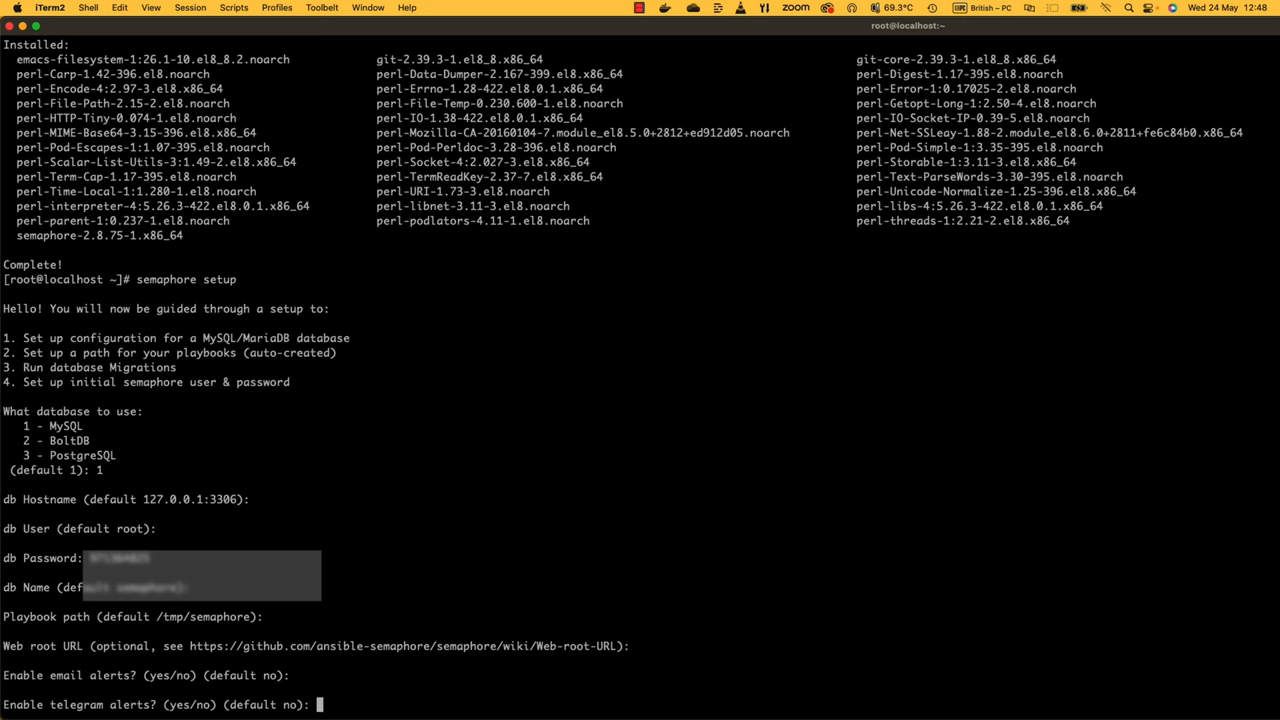 iTerm2 Shell Edit View Session Scripts Profiles Toolbelt Window Help zoom 69.3°C British – PC Wed 24 May 12:48
root@localhost:~
Installed:
emacs-filesystem-1:26.1-10.el8_8.2.noarch git-2.39.3-1.el8_8.x86_64 git-core-2.39.3-1.el8_8.x86_64
perl-Carp-1.42-396.el8.noarch perl-Data-Dumper-2.167-399.el8.x86_64 perl-Digest-1.17-395.el8.noarch
perl-Encode-4:2.97-3.el8.x86_64 perl-Errno-1.28-422.el8.0.1.x86_64 perl-Error-1:0.17025-2.el8.noarch
perl-File-Path-2.15-2.el8.noarch perl-File-Temp-0.230.600-1.el8.noarch perl-Getopt-Long-1:2.50-4.el8.noarch
perl-HTTP-Tiny-0.074-1.el8.noarch perl-IO-1.38-422.el8.0.1.x86_64 perl-IO-Socket-IP-0.39-5.el8.noarch
perl-MIME-Base64-3.15-396.el8.x86_64 perl-Mozilla-CA-20160104-7.module_el8.5.0+2812+ed912d05.noarch perl-Net-SSLeay-1.88-2.module_el8.6.0+2811+fe6c84b0.x86_64
perl-Pod-Escapes-1:1.07-395.el8.noarch perl-Pod-Perldoc-3.28-396.el8.noarch perl-Pod-Simple-1:3.35-395.el8.noarch
perl-Scalar-List-Utils-3:1.49-2.el8.x86_64 perl-Socket-4:2.027-3.el8.x86_64 perl-Storable-1:3.11-3.el8.x86_64
perl-Term-Cap-1.17-395.el8.noarch perl-TermReadKey-2.37-7.el8.x86_64 perl-Text-ParseWords-3.30-395.el8.noarch
perl-Time-Local-1:1.280-1.el8.noarch perl-URI-1.73-3.el8.noarch perl-Unicode-Normalize-1.25-396.el8.x86_64
perl-interpreter-4:5.26.3-422.el8.0.1.x86_64 perl-libnet-3.11-3.el8.noarch perl-libs-4:5.26.3-422.el8.0.1.x86_64
perl-parent-1:0.237-1.el8.noarch perl-podlators-4.11-1.el8.noarch perl-threads-1:2.21-2.el8.x86_64
semaphore-2.8.75-1.x86_64
Complete!
[root@localhost ~]# semaphore setup
Hello! You will now be guided through a setup to:
1. Set up configuration for a MySQL/MariaDB database
2. Set up a path for your playbooks (auto-created)
3. Run database Migrations
4. Set up initial semaphore user & password
What database to use:
1 - MySQL
2 - BoltDB
3 - PostgreSQL
(default 1): 1
db Hostname (default 127.0.0.1:3306):
db User (default root):
db Password:
db Name (default semaphore):
Playbook path (default /tmp/semaphore):
Web root URL (optional, see https://github.com/ansible-semaphore/semaphore/wiki/Web-root-URL):
Enable email alerts? (yes/no) (default no):
Enable telegram alerts? (yes/no) (default no):